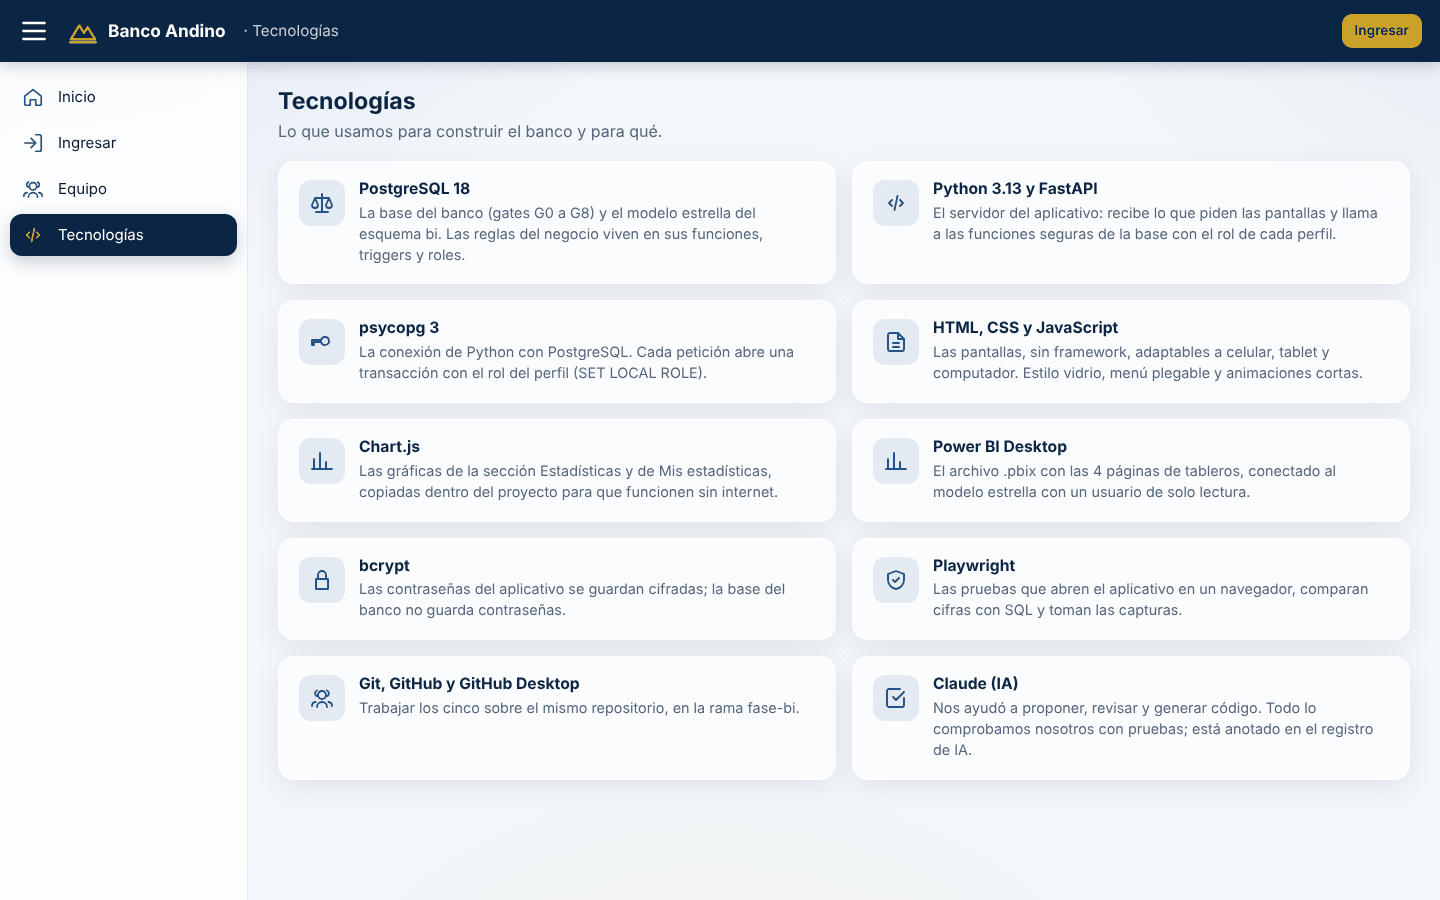 Banco Andino · Tecnologías
Ingresar
Inicio
Ingresar
Equipo
Tecnologías
Tecnologías
Lo que usamos para construir el banco y para qué.
PostgreSQL 18
La base del banco (gates G0 a G8) y el modelo estrella del
esquema bi. Las reglas del negocio viven en sus funciones,
triggers y roles.
Python 3.13 y FastAPI
El servidor del aplicativo: recibe lo que piden las pantallas y llama
a las funciones seguras de la base con el rol de cada perfil.
psycopg 3
La conexión de Python con PostgreSQL. Cada petición abre una
transacción con el rol del perfil (SET LOCAL ROLE).
HTML, CSS y JavaScript
Las pantallas, sin framework, adaptables a celular, tablet y
computador. Estilo vidrio, menú plegable y animaciones cortas.
Chart.js
Las gráficas de la sección Estadísticas y de Mis estadísticas,
copiadas dentro del proyecto para que funcionen sin internet.
Power BI Desktop
El archivo .pbix con las 4 páginas de tableros, conectado al
modelo estrella con un usuario de solo lectura.
bcrypt
Las contraseñas del aplicativo se guardan cifradas; la base del
banco no guarda contraseñas.
Playwright
Las pruebas que abren el aplicativo en un navegador, comparan
cifras con SQL y toman las capturas.
Git, GitHub y GitHub Desktop
Trabajar los cinco sobre el mismo repositorio, en la rama fase-bi.
Claude (IA)
Nos ayudó a proponer, revisar y generar código. Todo lo
comprobamos nosotros con pruebas; está anotado en el registro
de IA.